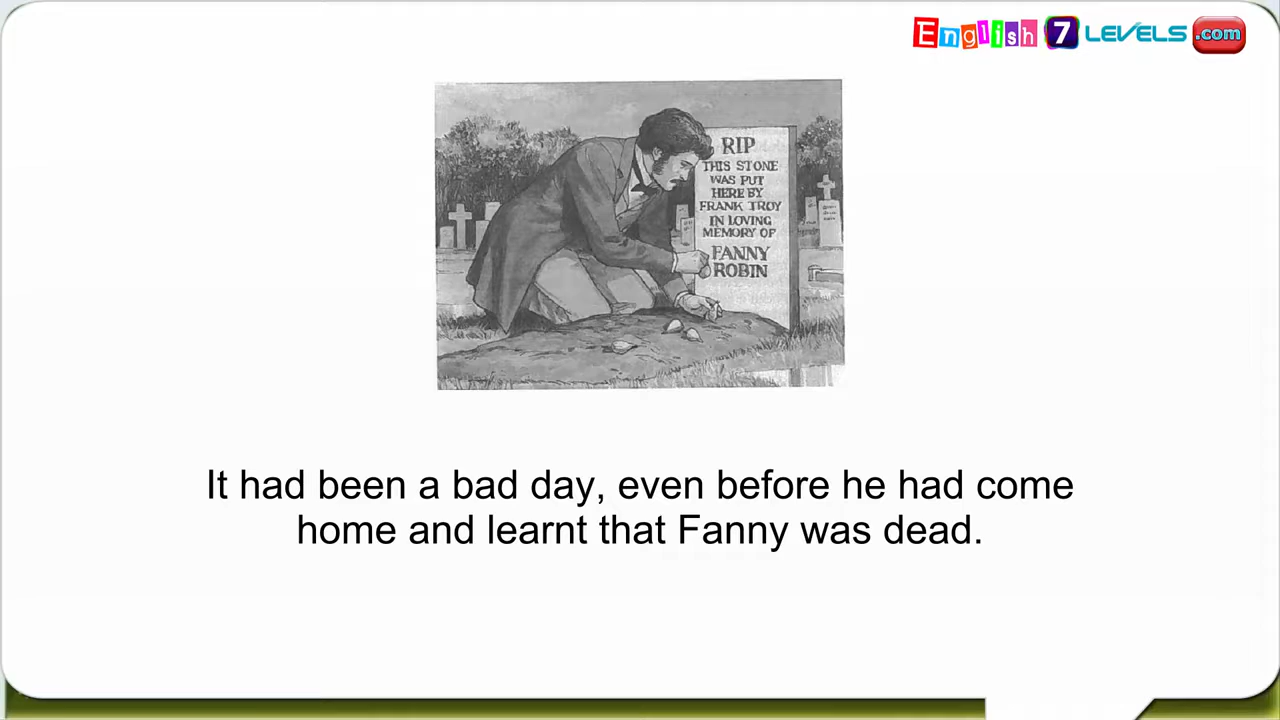 English 7 LEVELS .com
RIP
THIS STONE
WAS PUT
HERE BY
FRANK TROY
IN LOVING
MEMORY OF
FANNY
ROBIN
It had been a bad day, even before he had come
home and learnt that Fanny was dead.